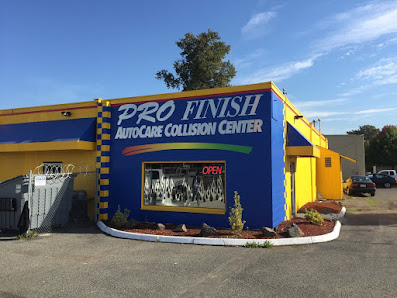 PRO FINISH
AUTOCARE COLLISION CENTER
OPEN